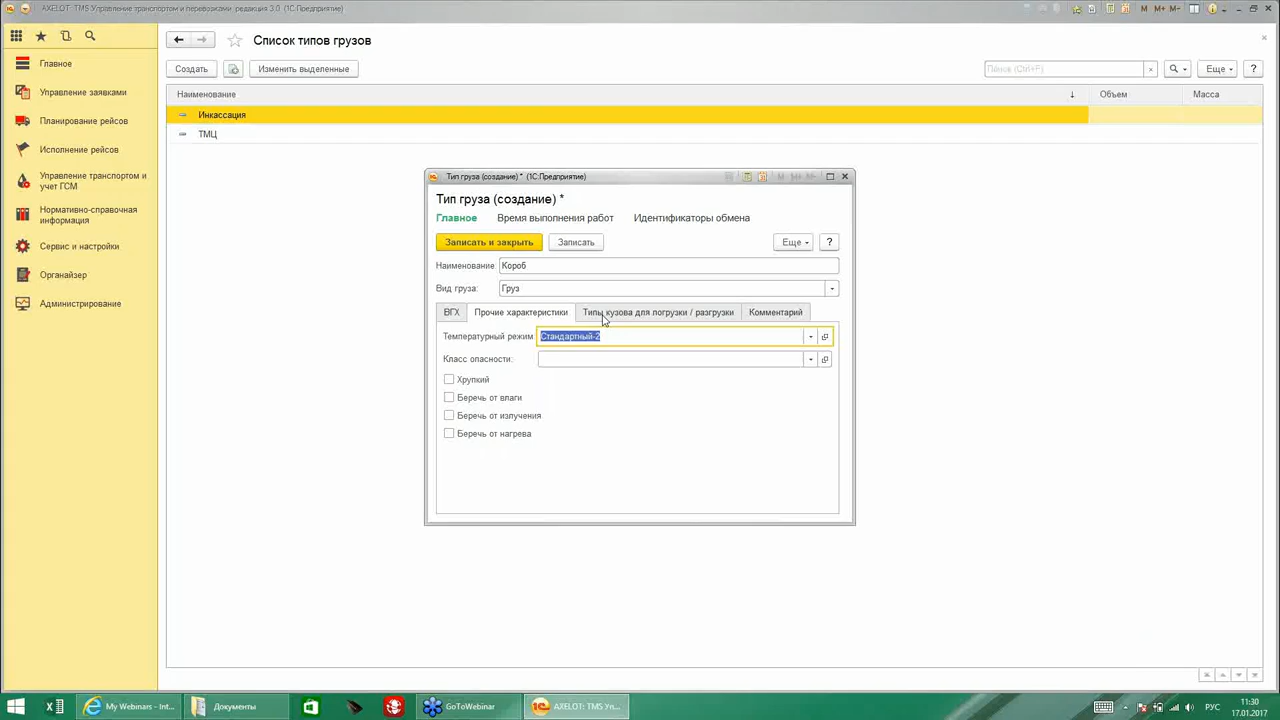 AXELOT: TMS Управление транспортом и перевозками, редакция 3.0 (1С:Предприятие)
M M+ M-
Главное
Управление заявками
Планирование рейсов
Исполнение рейсов
Управление транспортом и
учет ГСМ
Нормативно-справочная
информация
Сервис и настройки
Органайзер
Администрирование
Список типов грузов
Создать
Изменить выделенные
Поиск (Ctrl+F)
×
Еще
?
Наименование
↓
Объем
Масса
Инкассация
ТМЦ
Тип груза (создание) * (1С:Предприятие)
M M+ M-
Тип груза (создание) *
Главное
Время выполнения работ
Идентификаторы обмена
Записать и закрыть
Записать
Еще
?
Наименование:
Короб
Вид груза:
Груз
ВГХ
Прочие характеристики
Типы кузова для погрузки / разгрузки
Комментарий
Температурный режим
Стандартный-2
Класс опасности:
Хрупкий
Беречь от влаги
Беречь от излучения
Беречь от нагрева
My Webinars - Int...
Документы
GoToWebinar
AXELOT: TMS Уп...
РУС
11:30
17.01.2017